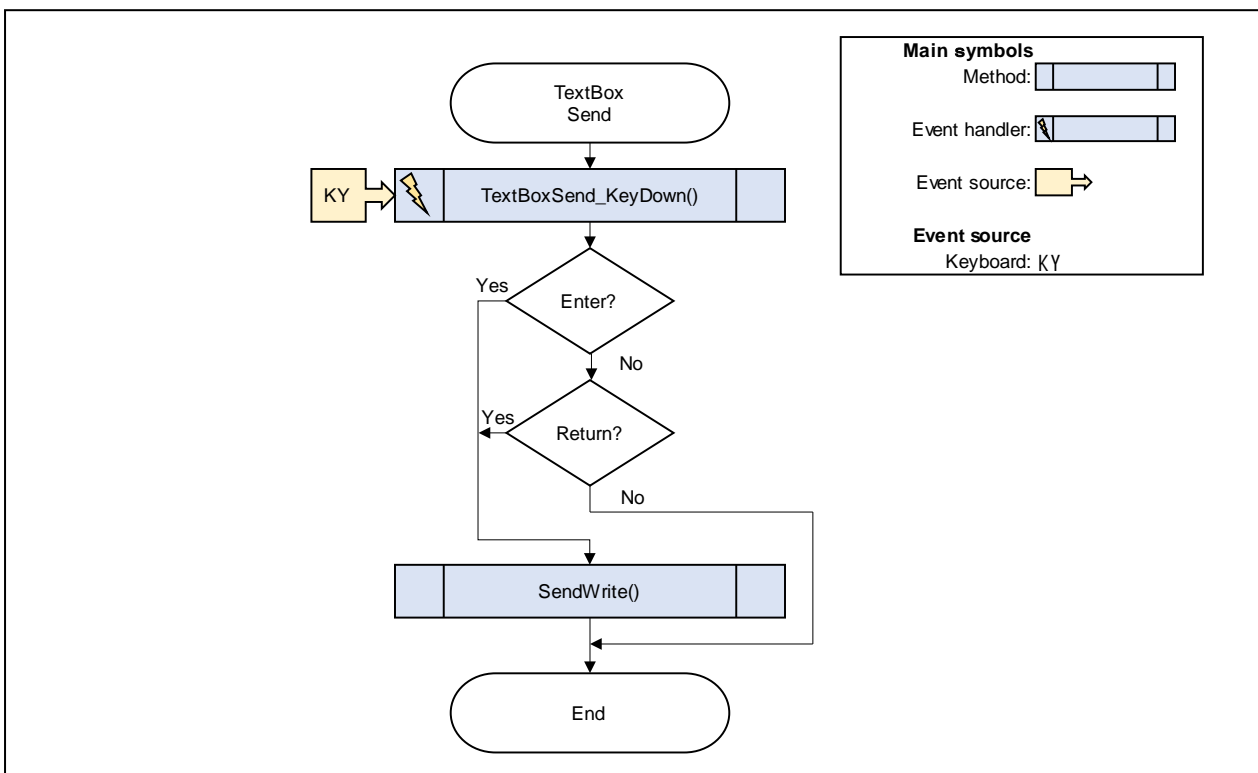 TextBox
Send
KY
TextBoxSend_KeyDown()
Yes
Enter?
No
Yes
Return?
No
SendWrite()
End
Main symbols
Method:
Event handler:
Event source:
Event source
Keyboard: KY